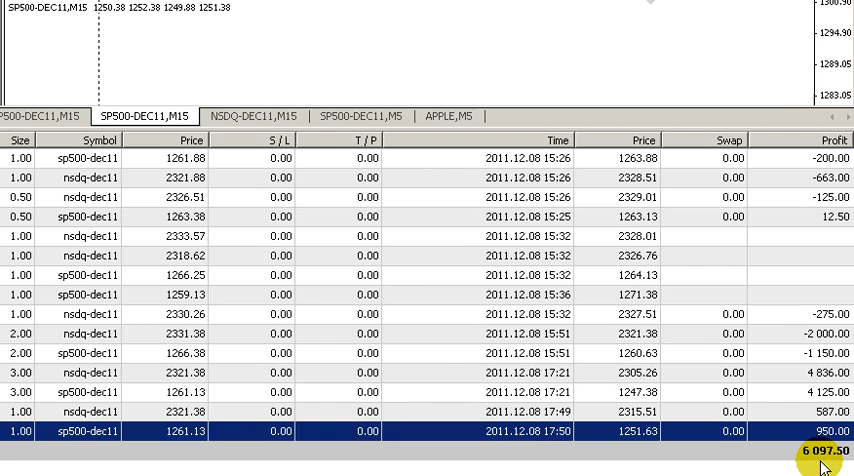 SP500-DEC11,M15 1250.38 1252.38 1249.88 1251.38
1300.90
1294.90
1289.05
1283.05
P500-DEC11,M15 SP500-DEC11,M15 NSDQ-DEC11,M15 SP500-DEC11,M5 APPLE,M5
Size Symbol Price S / L T / P Time Price Swap Profit
1.00 sp500-dec11 1261.88 0.00 0.00 2011.12.08 15:26 1263.88 0.00 -200.00
1.00 nsdq-dec11 2321.88 0.00 0.00 2011.12.08 15:26 2328.51 0.00 -663.00
0.50 nsdq-dec11 2326.51 0.00 0.00 2011.12.08 15:26 2329.01 0.00 -125.00
0.50 sp500-dec11 1263.38 0.00 0.00 2011.12.08 15:25 1263.13 0.00 12.50
1.00 nsdq-dec11 2333.57 0.00 0.00 2011.12.08 15:32 2328.01
1.00 nsdq-dec11 2318.62 0.00 0.00 2011.12.08 15:32 2326.76
1.00 sp500-dec11 1266.25 0.00 0.00 2011.12.08 15:32 1264.13
1.00 sp500-dec11 1259.13 0.00 0.00 2011.12.08 15:36 1271.38
1.00 nsdq-dec11 2330.26 0.00 0.00 2011.12.08 15:32 2327.51 0.00 -275.00
2.00 nsdq-dec11 2331.38 0.00 0.00 2011.12.08 15:51 2321.38 0.00 -2 000.00
2.00 sp500-dec11 1266.38 0.00 0.00 2011.12.08 15:51 1260.63 0.00 -1 150.00
3.00 nsdq-dec11 2321.38 0.00 0.00 2011.12.08 17:21 2305.26 0.00 4 836.00
3.00 sp500-dec11 1261.13 0.00 0.00 2011.12.08 17:21 1247.38 0.00 4 125.00
1.00 nsdq-dec11 2321.38 0.00 0.00 2011.12.08 17:49 2315.51 0.00 587.00
1.00 sp500-dec11 1261.13 0.00 0.00 2011.12.08 17:50 1251.63 0.00 950.00
6 097.50